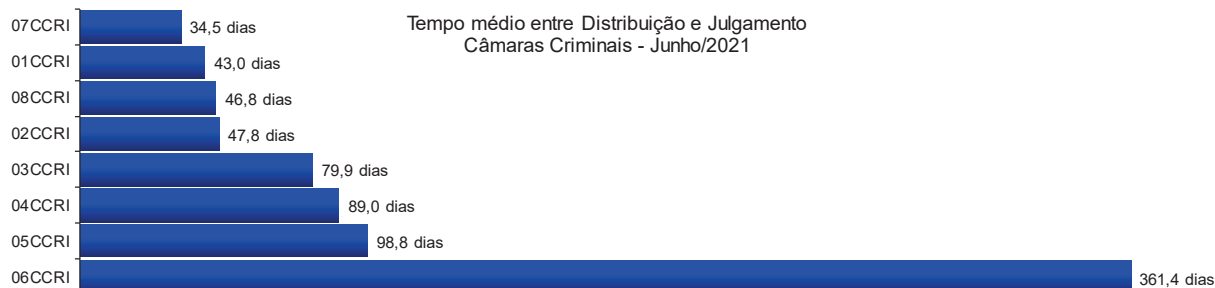 Tempo médio entre Distribuição e Julgamento
Câmaras Criminais - Junho/2021
07CCRI 34,5 dias
01CCRI 43,0 dias
08CCRI 46,8 dias
02CCRI 47,8 dias
03CCRI 79,9 dias
04CCRI 89,0 dias
05CCRI 98,8 dias
06CCRI 361,4 dias